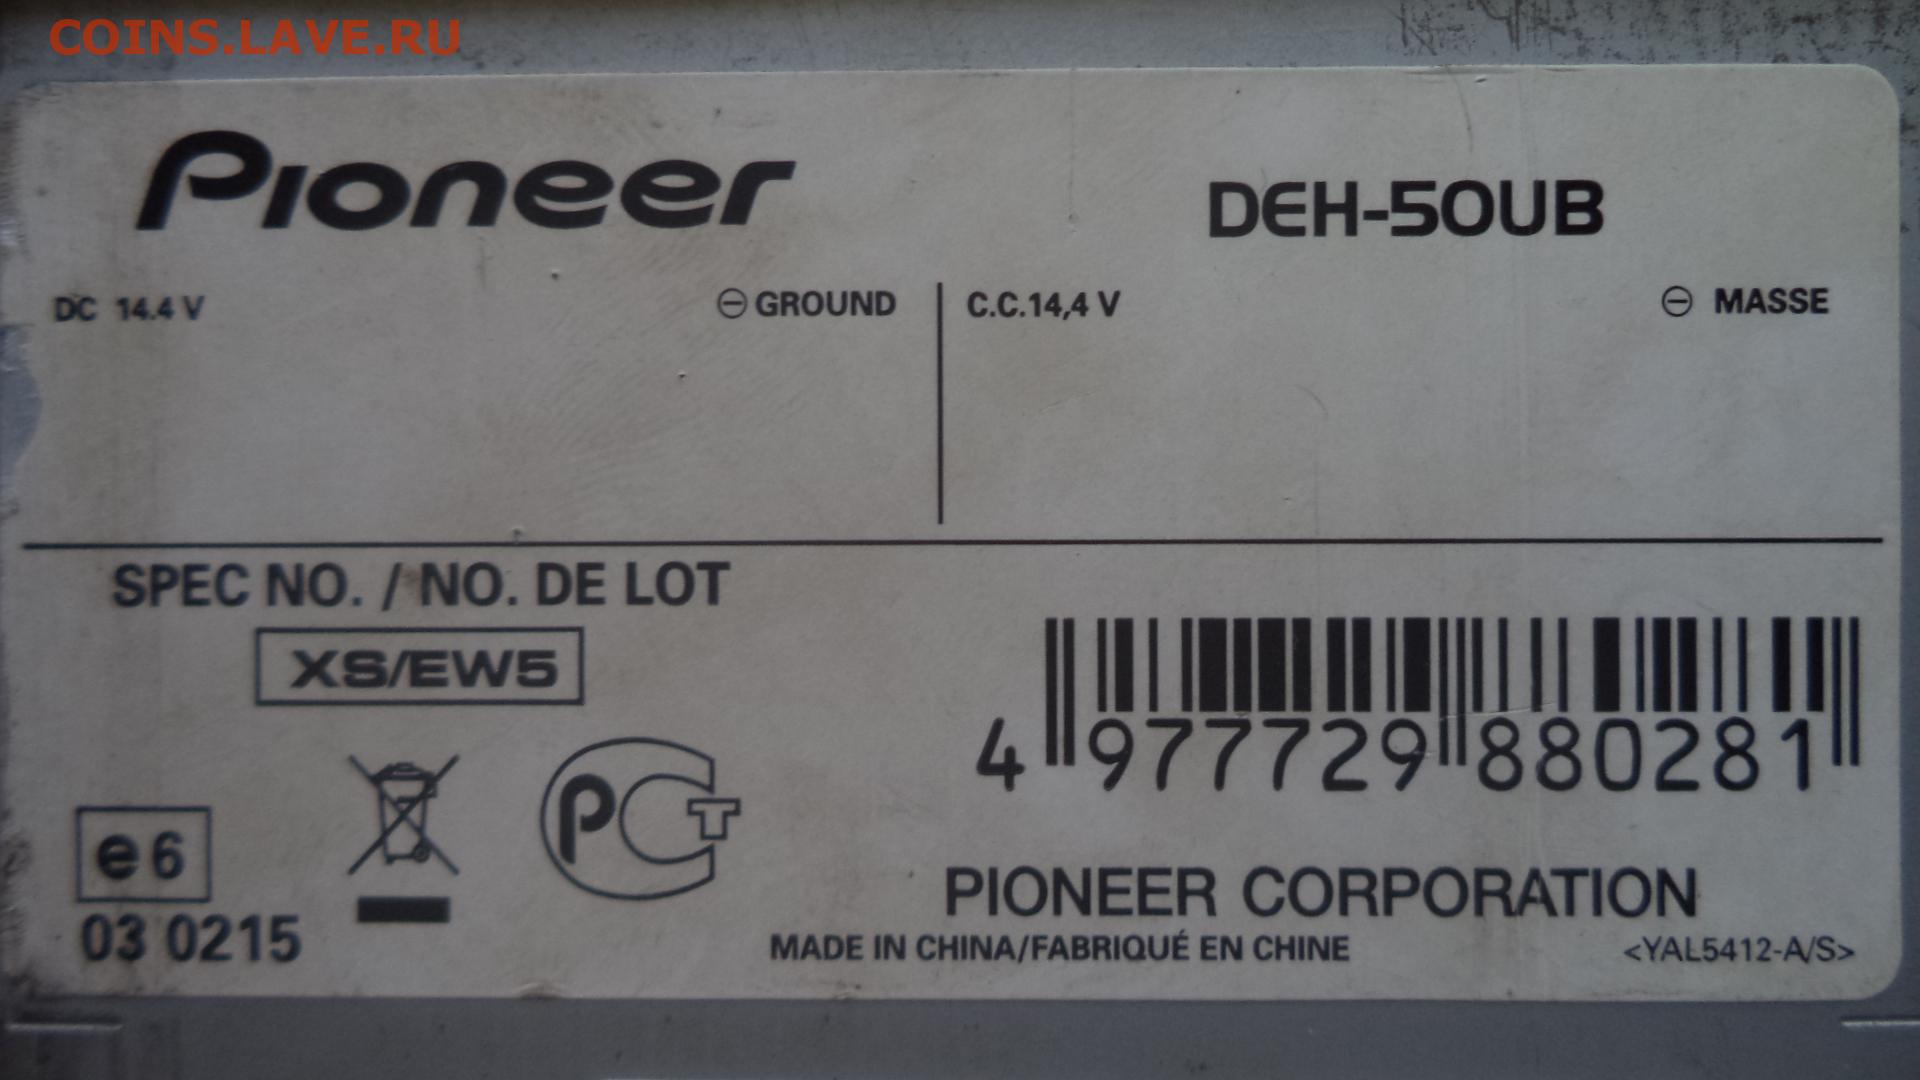 COINS.LAVE.RU
Pioneer
DEH-50UB
DC 14.4 V
⊖ GROUND
C.C.14,4 V
⊖ MASSE
SPEC NO. / NO. DE LOT
XS/EW5
4 977729 880281
e6
PCT
03 0215
PIONEER CORPORATION
MADE IN CHINA/FABRIQUÉ EN CHINE
<YAL5412-A/S>